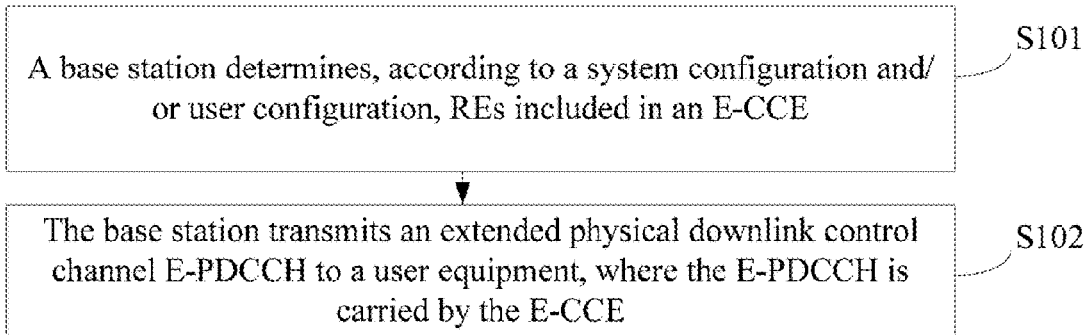 S101
A base station determines, according to a system configuration and/
or user configuration, REs included in an E-CCE
S102
The base station transmits an extended physical downlink control
channel E-PDCCH to a user equipment, where the E-PDCCH is
carried by the E-CCE